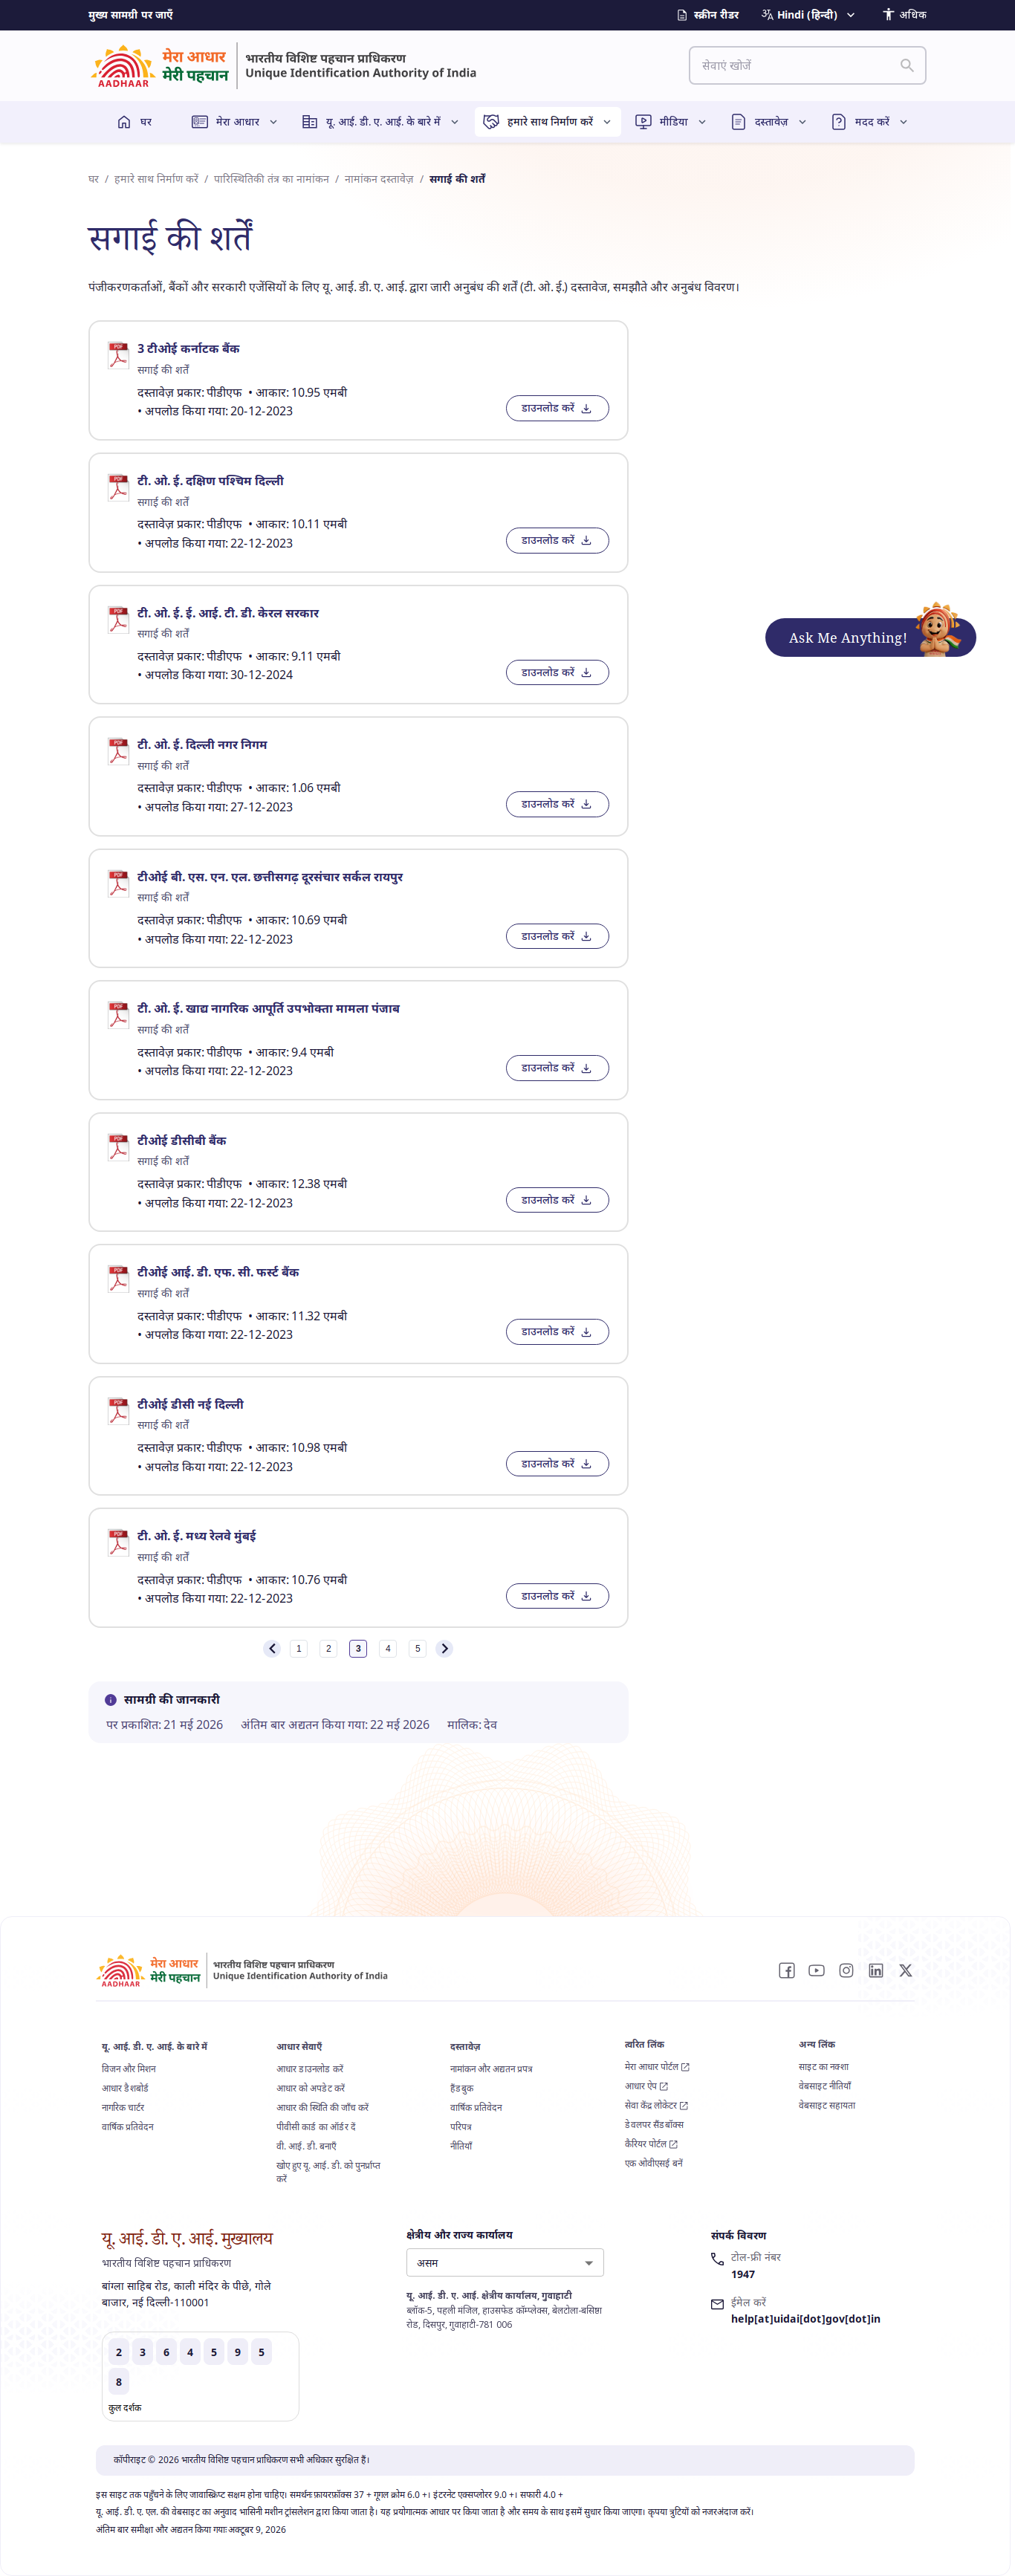 मुख्य सामग्री पर जाएँ
स्क्रीन रीडर
Hindi (हिन्दी)
अधिक
मेरा आधार
मेरी पहचान
AADHAAR
भारतीय विशिष्ट पहचान प्राधिकरण
Unique Identification Authority of India
सेवाएं खोजें
घर
मेरा आधार
यू. आई. डी. ए. आई. के बारे में
हमारे साथ निर्माण करें
मीडिया
दस्तावेज़
मदद करें
घर / हमारे साथ निर्माण करें / पारिस्थितिकी तंत्र का नामांकन / नामांकन दस्तावेज़ / सगाई की शर्तें
सगाई की शर्तें
पंजीकरणकर्ताओं, बैंकों और सरकारी एजेंसियों के लिए यू. आई. डी. ए. आई. द्वारा जारी अनुबंध की शर्तें (टी. ओ. ई.) दस्तावेज, समझौते और अनुबंध विवरण।
3 टीओई कर्नाटक बैंक
सगाई की शर्तें
दस्तावेज़ प्रकार: पीडीएफ • आकार: 10.95 एमबी
• अपलोड किया गया: 20-12-2023
डाउनलोड करें
टी. ओ. ई. दक्षिण पश्चिम दिल्ली
सगाई की शर्तें
दस्तावेज़ प्रकार: पीडीएफ • आकार: 10.11 एमबी
• अपलोड किया गया: 22-12-2023
डाउनलोड करें
टी. ओ. ई. ई. आई. टी. डी. केरल सरकार
सगाई की शर्तें
दस्तावेज़ प्रकार: पीडीएफ • आकार: 9.11 एमबी
• अपलोड किया गया: 30-12-2024
डाउनलोड करें
Ask Me Anything!
टी. ओ. ई. दिल्ली नगर निगम
सगाई की शर्तें
दस्तावेज़ प्रकार: पीडीएफ • आकार: 1.06 एमबी
• अपलोड किया गया: 27-12-2023
डाउनलोड करें
टीओई बी. एस. एन. एल. छत्तीसगढ़ दूरसंचार सर्कल रायपुर
सगाई की शर्तें
दस्तावेज़ प्रकार: पीडीएफ • आकार: 10.69 एमबी
• अपलोड किया गया: 22-12-2023
डाउनलोड करें
टी. ओ. ई. खाद्य नागरिक आपूर्ति उपभोक्ता मामला पंजाब
सगाई की शर्तें
दस्तावेज़ प्रकार: पीडीएफ • आकार: 9.4 एमबी
• अपलोड किया गया: 22-12-2023
डाउनलोड करें
टीओई डीसीबी बैंक
सगाई की शर्तें
दस्तावेज़ प्रकार: पीडीएफ • आकार: 12.38 एमबी
• अपलोड किया गया: 22-12-2023
डाउनलोड करें
टीओई आई. डी. एफ. सी. फर्स्ट बैंक
सगाई की शर्तें
दस्तावेज़ प्रकार: पीडीएफ • आकार: 11.32 एमबी
• अपलोड किया गया: 22-12-2023
डाउनलोड करें
टीओई डीसी नई दिल्ली
सगाई की शर्तें
दस्तावेज़ प्रकार: पीडीएफ • आकार: 10.98 एमबी
• अपलोड किया गया: 22-12-2023
डाउनलोड करें
टी. ओ. ई. मध्य रेलवे मुंबई
सगाई की शर्तें
दस्तावेज़ प्रकार: पीडीएफ • आकार: 10.76 एमबी
• अपलोड किया गया: 22-12-2023
डाउनलोड करें
1 2 3 4 5
सामग्री की जानकारी
पर प्रकाशित: 21 मई 2026 अंतिम बार अद्यतन किया गया: 22 मई 2026 मालिक: देव
मेरा आधार
मेरी पहचान
AADHAAR
भारतीय विशिष्ट पहचान प्राधिकरण
Unique Identification Authority of India
यू. आई. डी. ए. आई. के बारे में
विजन और मिशन
आधार डैशबोर्ड
नागरिक चार्टर
वार्षिक प्रतिवेदन
आधार सेवाएँ
आधार डाउनलोड करें
आधार को अपडेट करें
आधार की स्थिति की जाँच करें
पीवीसी कार्ड का ऑर्डर दें
वी. आई. डी. बनाएँ
खोए हुए यू. आई. डी. को पुनर्प्राप्त
करें
दस्तावेज़
नामांकन और अद्यतन प्रपत्र
हैंडबुक
वार्षिक प्रतिवेदन
परिपत्र
नीतियाँ
त्वरित लिंक
मेरा आधार पोर्टल
आधार ऐप
सेवा केंद्र लोकेटर
डेवलपर सैंडबॉक्स
कैरियर पोर्टल
एक ओवीएसई बनें
अन्य लिंक
साइट का नक्शा
वेबसाइट नीतियाँ
वेबसाइट सहायता
यू. आई. डी. ए. आई. मुख्यालय
भारतीय विशिष्ट पहचान प्राधिकरण
बांग्ला साहिब रोड, काली मंदिर के पीछे, गोले
बाजार, नई दिल्ली-110001
2 3 6 4 5 9 5
8
कुल दर्शक
क्षेत्रीय और राज्य कार्यालय
असम
यू. आई. डी. ए. आई. क्षेत्रीय कार्यालय, गुवाहाटी
ब्लॉक-5, पहली मंजिल, हाउसफेड कॉम्प्लेक्स, बेलटोला-बसिष्ठा
रोड, दिसपुर, गुवाहाटी-781 006
संपर्क विवरण
टोल-फ्री नंबर
1947
ईमेल करें
help[at]uidai[dot]gov[dot]in
कॉपीराइट © 2026 भारतीय विशिष्ट पहचान प्राधिकरण सभी अधिकार सुरक्षित हैं।
इस साइट तक पहुँचने के लिए जावास्क्रिप्ट सक्षम होना चाहिए। समर्थनः फ़ायरफ़ॉक्स 37 + गूगल क्रोम 6.0 +। इंटरनेट एक्सप्लोरर 9.0 +। सफारी 4.0 +
यू. आई. डी. ए. एल. की वेबसाइट का अनुवाद भासिनी मशीन ट्रांसलेशन द्वारा किया जाता है। यह प्रयोगात्मक आधार पर किया जाता है और समय के साथ इसमें सुधार किया जाएगा। कृपया त्रुटियों को नजरअंदाज करें।
अंतिम बार समीक्षा और अद्यतन किया गयाःअक्टूबर 9, 2026